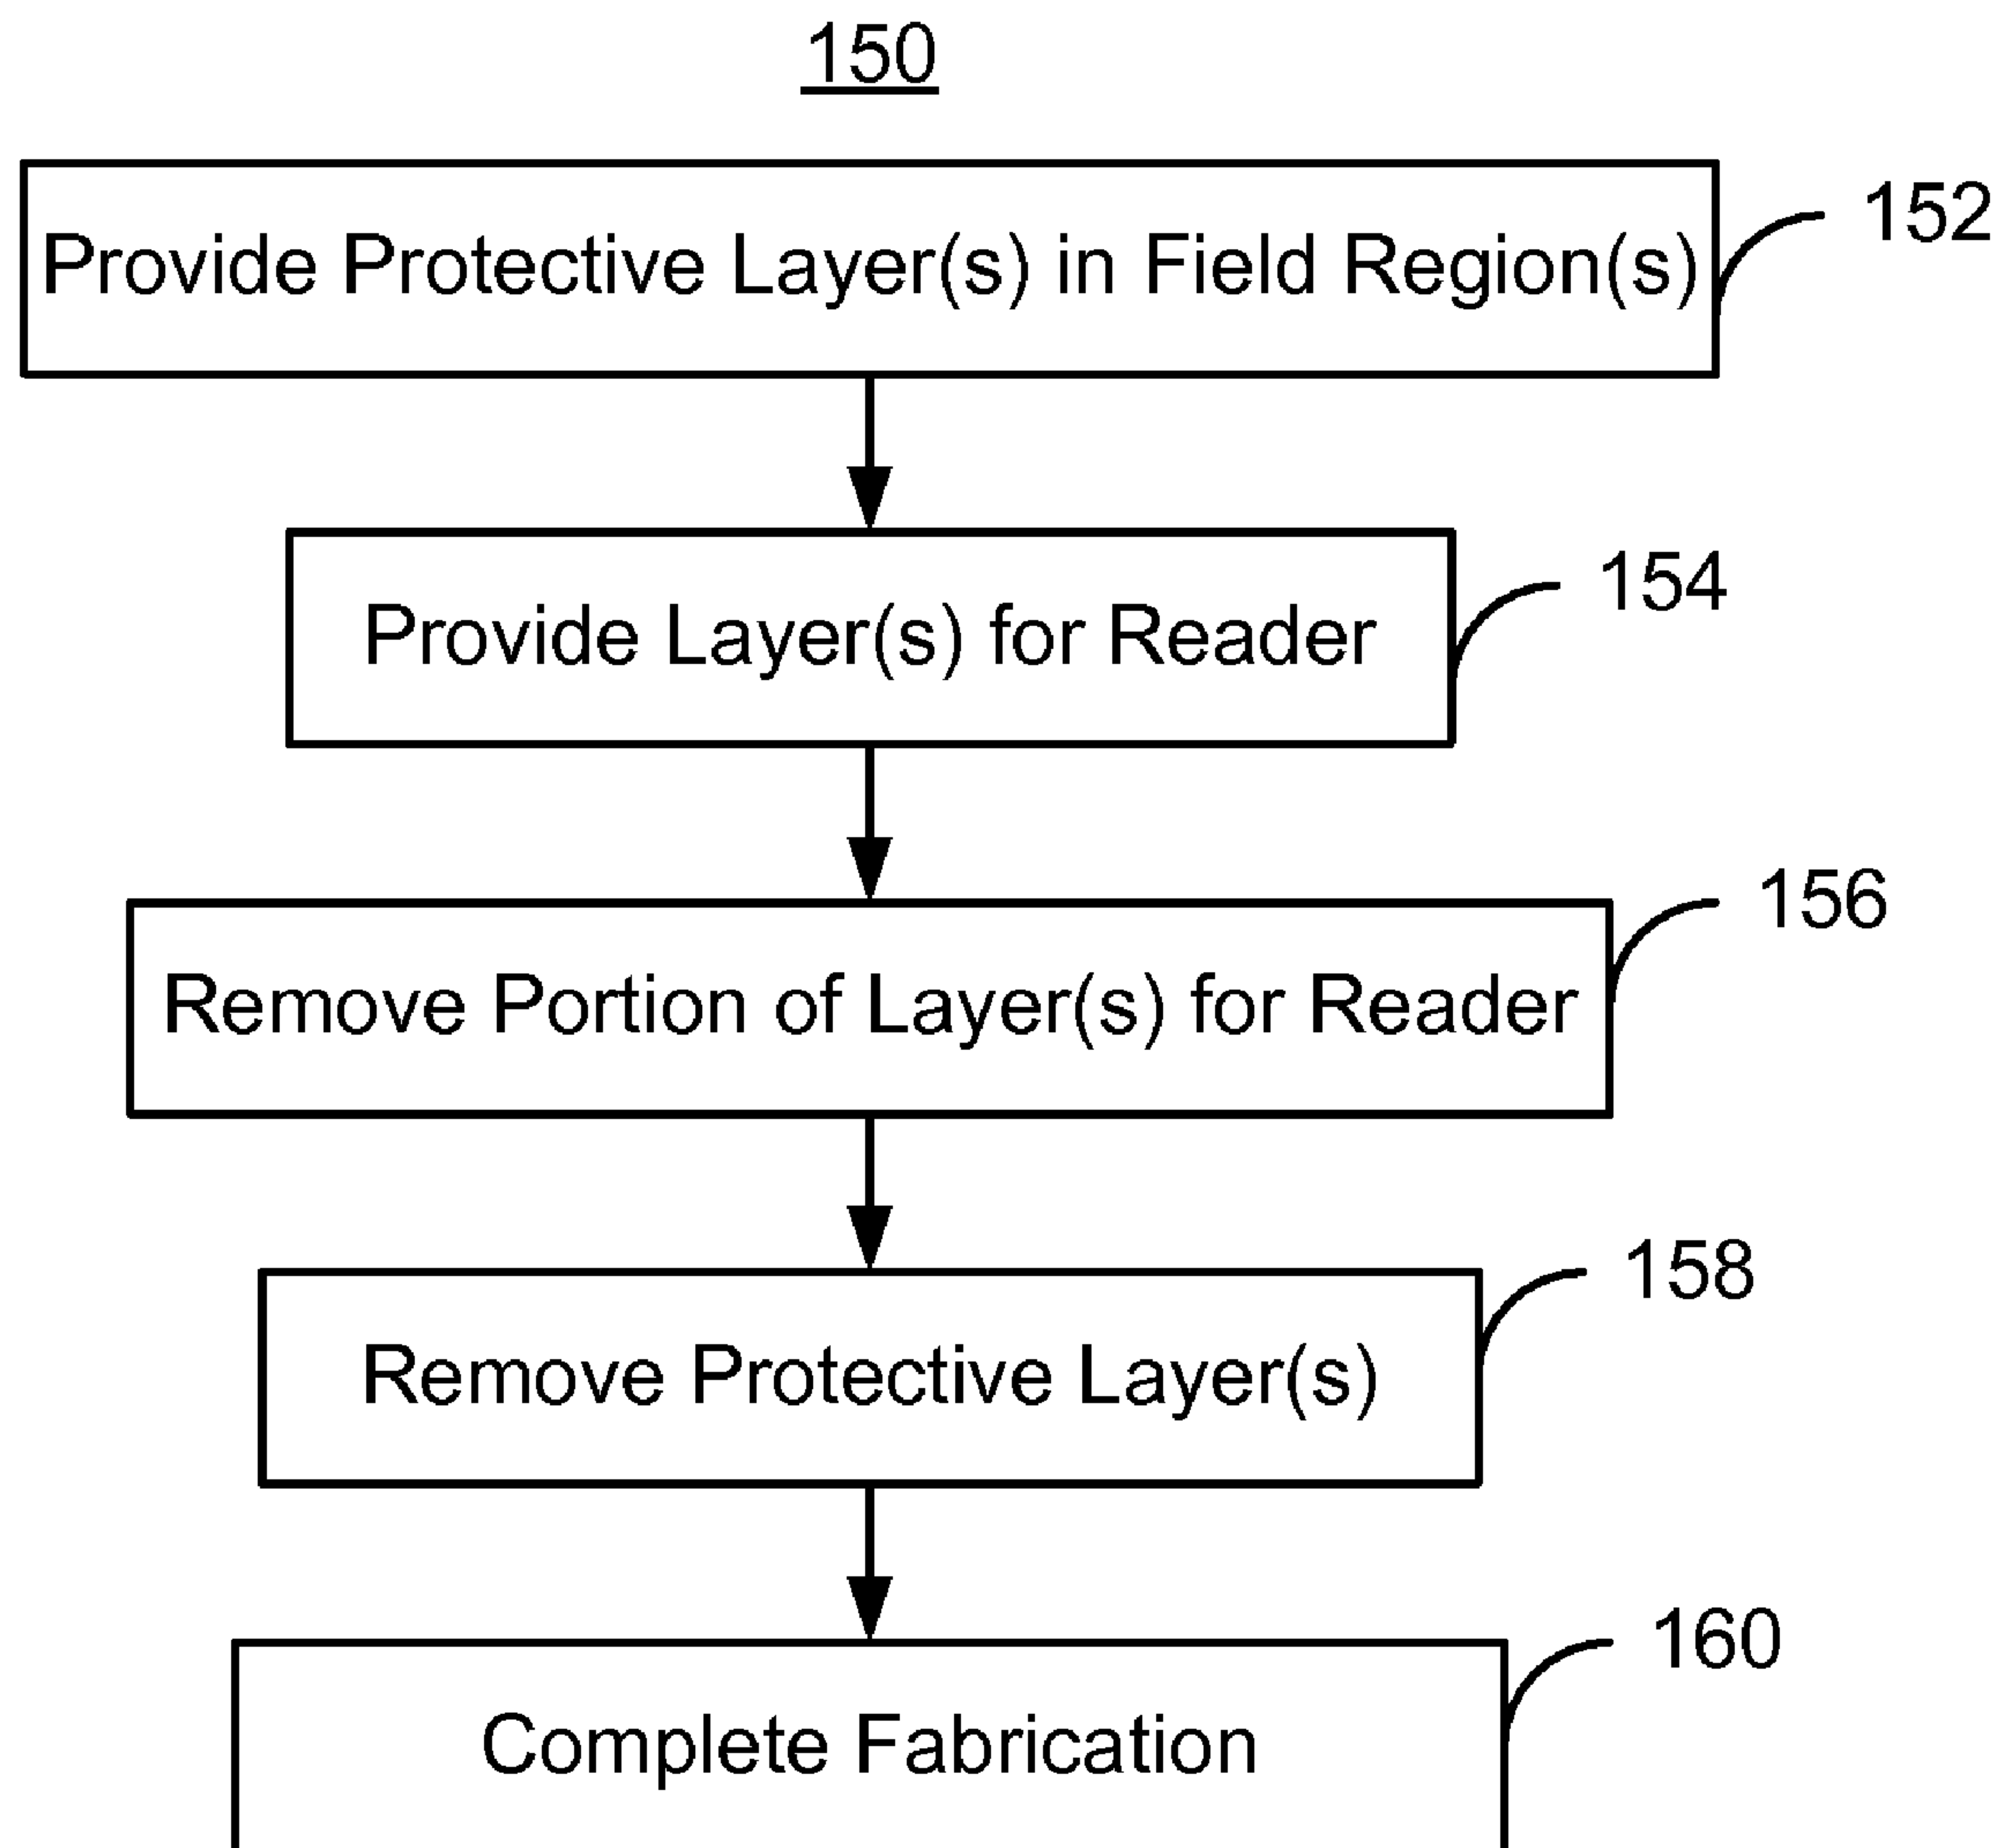 150
Provide Protective Layer(s) in Field Region(s)
152
Provide Layer(s) for Reader
154
Remove Portion of Layer(s) for Reader
156
Remove Protective Layer(s)
158
Complete Fabrication
160